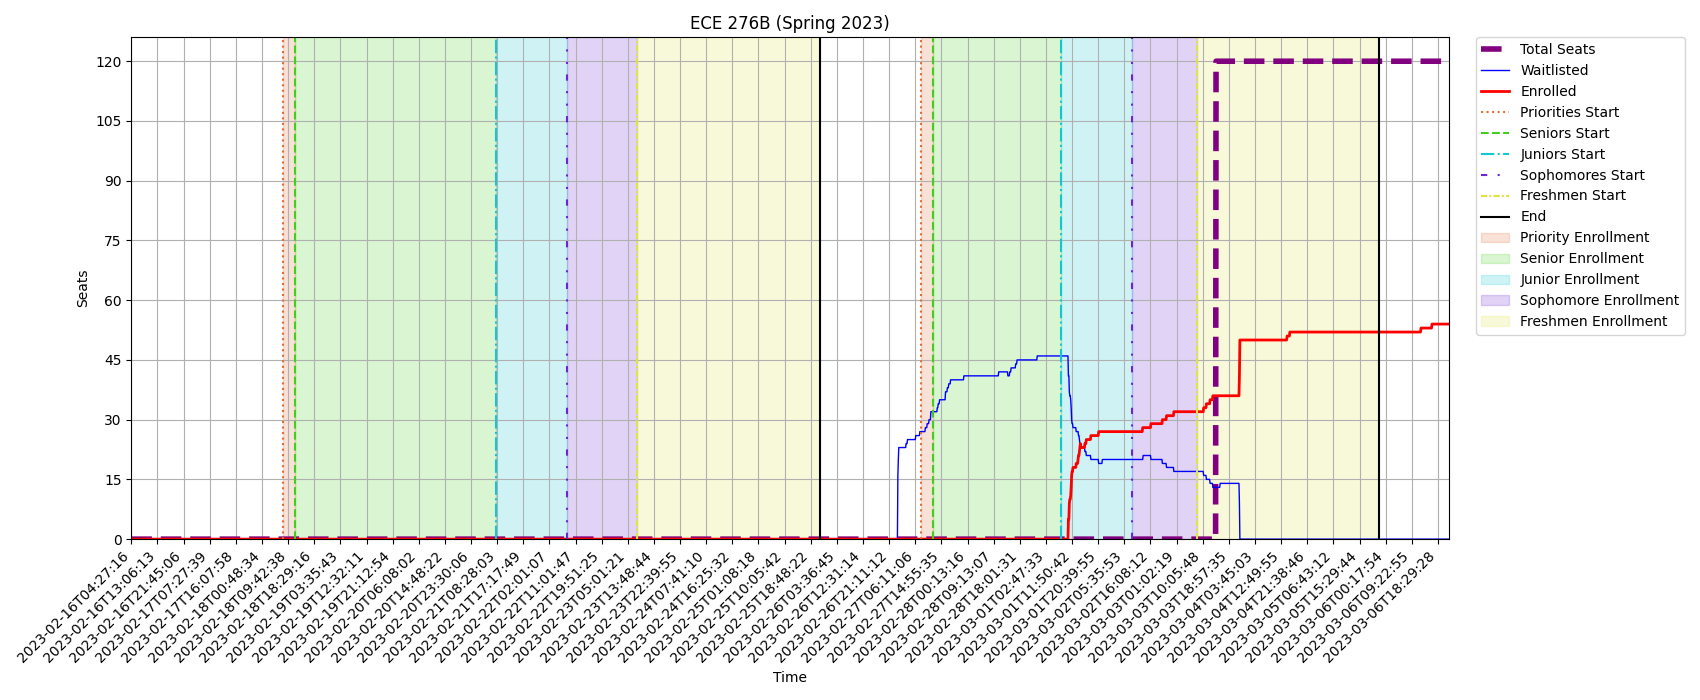 ECE 276B (Spring 2023)
Seats
120
105
90
75
60
45
30
15
0
2023-02-16T04:27:16
2023-02-16T13:06:13
2023-02-16T21:45:06
2023-02-17T07:27:39
2023-02-17T16:07:58
2023-02-18T00:48:34
2023-02-18T09:42:38
2023-02-18T18:29:16
2023-02-19T03:35:43
2023-02-19T12:32:11
2023-02-19T21:12:54
2023-02-20T06:08:02
2023-02-20T14:48:22
2023-02-20T23:30:06
2023-02-21T08:28:03
2023-02-21T17:17:49
2023-02-22T02:01:07
2023-02-22T11:01:47
2023-02-22T19:51:25
2023-02-23T05:01:21
2023-02-23T13:48:44
2023-02-23T22:39:55
2023-02-24T07:41:10
2023-02-24T16:25:32
2023-02-25T01:08:18
2023-02-25T10:05:42
2023-02-25T18:48:22
2023-02-26T03:36:45
2023-02-26T12:31:14
2023-02-26T21:11:12
2023-02-27T06:11:06
2023-02-27T14:55:35
2023-02-28T00:13:16
2023-02-28T09:13:07
2023-02-28T18:01:31
2023-03-01T02:47:33
2023-03-01T11:50:42
2023-03-01T20:39:55
2023-03-02T05:35:53
2023-03-02T16:08:12
2023-03-03T01:02:19
2023-03-03T10:05:48
2023-03-03T18:57:35
2023-03-04T03:45:03
2023-03-04T12:49:55
2023-03-04T21:38:46
2023-03-05T06:43:12
2023-03-05T15:29:44
2023-03-06T00:17:54
2023-03-06T09:22:55
2023-03-06T18:29:28
Time
Total Seats
Waitlisted
Enrolled
Priorities Start
Seniors Start
Juniors Start
Sophomores Start
Freshmen Start
End
Priority Enrollment
Senior Enrollment
Junior Enrollment
Sophomore Enrollment
Freshmen Enrollment